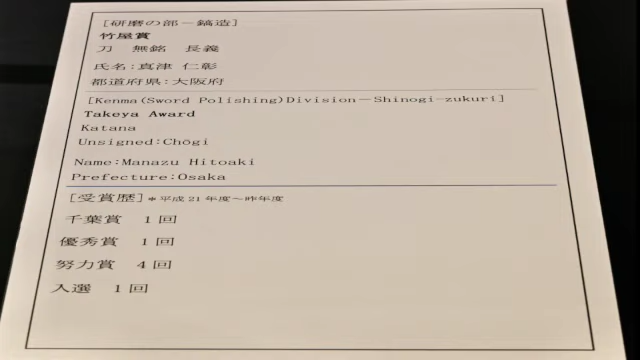 [研磨の部－鎬造]
竹屋賞
刀　無銘　長義
氏名:真津 仁彰
都道府県:大阪府
[Kenma(Sword Polishing)Division－Shinogi-zukuri]
Takeya Award
Katana
Unsigned:Chōgi
Name:Manazu Hitoaki
Prefecture:Osaka
[受賞歴]＊平成21年度～昨年度
千葉賞　1回
優秀賞　1回
努力賞　4回
入選　1回